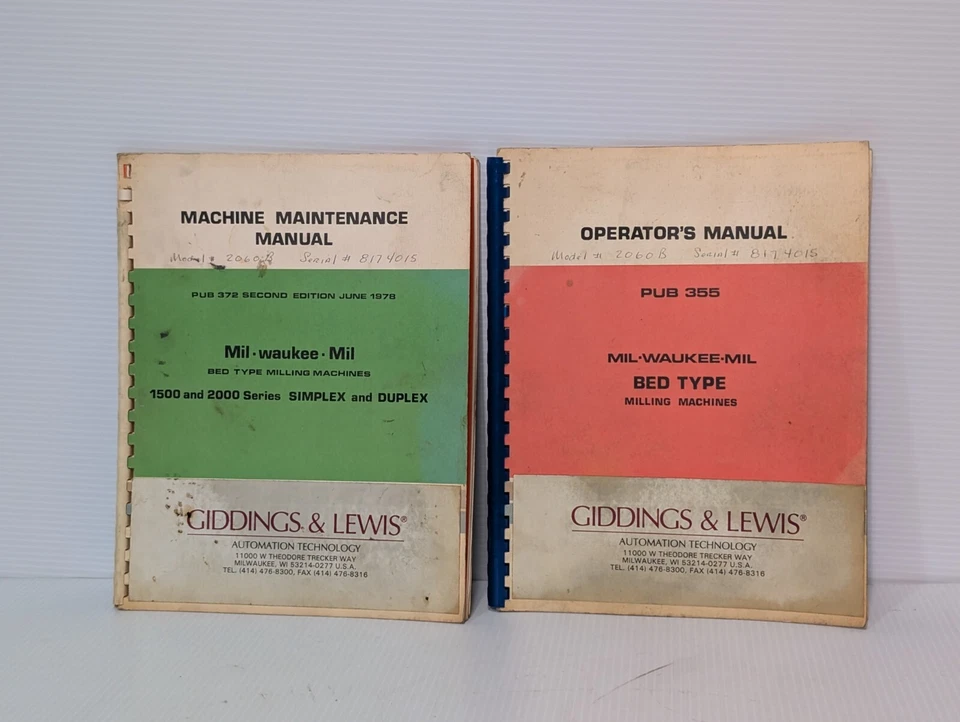 MACHINE MAINTENANCE
MANUAL
Model # 2060B Serial # 8174015
PUB 372 SECOND EDITION JUNE 1978
Mil·waukee·Mil
BED TYPE MILLING MACHINES
1500 and 2000 Series SIMPLEX and DUPLEX
GIDDINGS & LEWIS®
AUTOMATION TECHNOLOGY
11000 W THEODORE TRECKER WAY
MILWAUKEE, WI 53214-0277 U.S.A.
TEL. (414) 476-8300, FAX (414) 476-8316
OPERATOR'S MANUAL
Model # 2060B Serial # 8174015
PUB 355
MIL·WAUKEE·MIL
BED TYPE
MILLING MACHINES
GIDDINGS & LEWIS®
AUTOMATION TECHNOLOGY
11000 W THEODORE TRECKER WAY
MILWAUKEE, WI 53214-0277 U.S.A.
TEL. (414) 476-8300, FAX (414) 476-8316